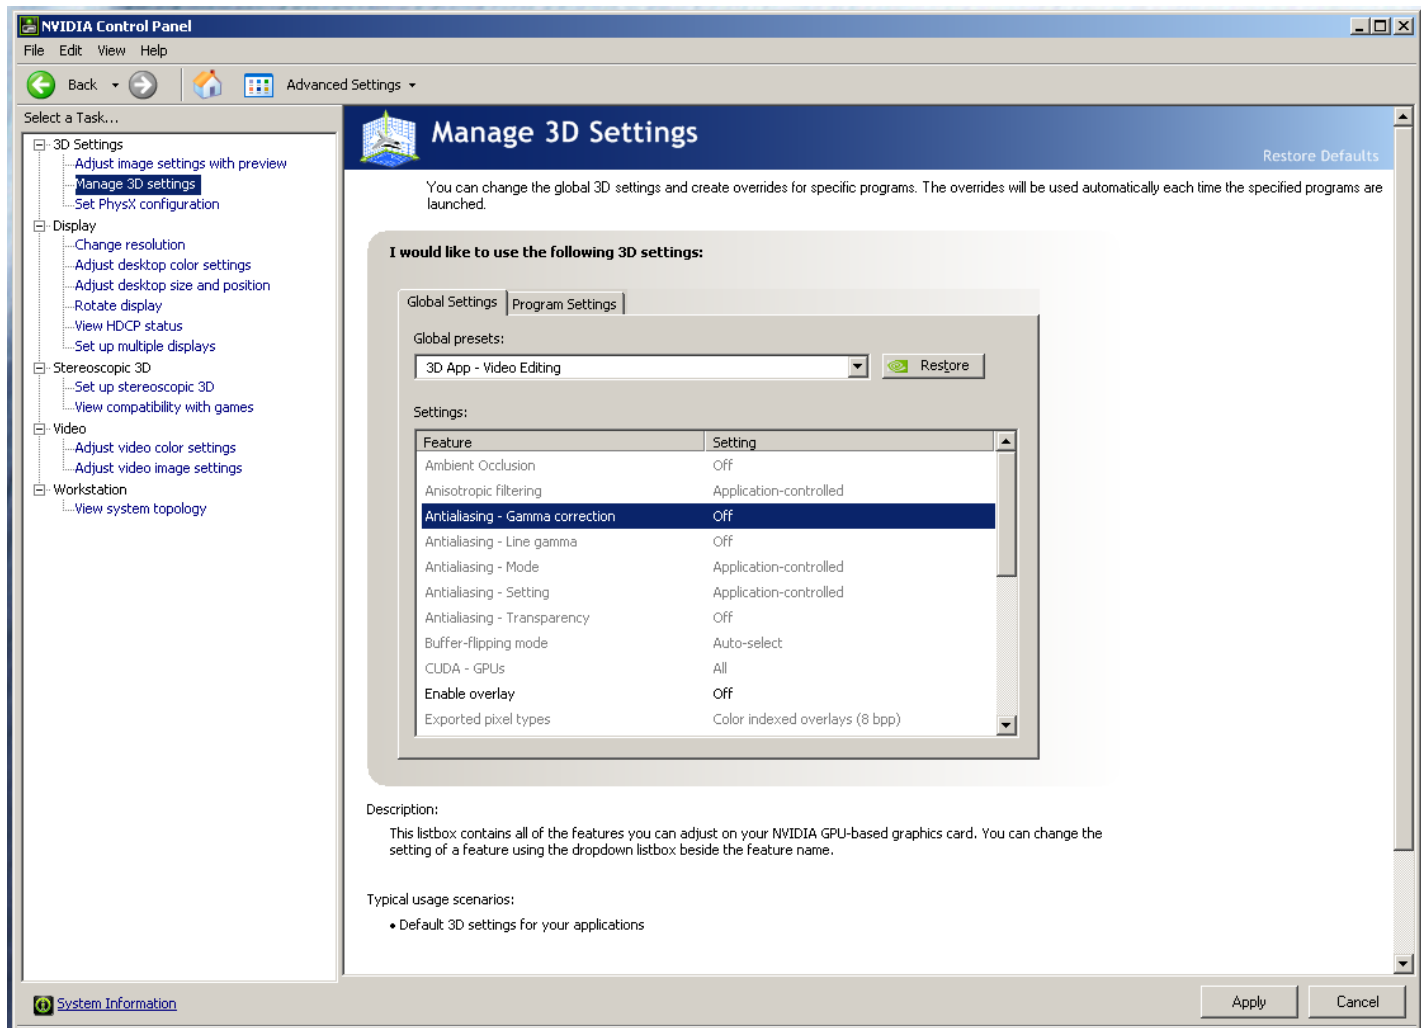 NVIDIA Control Panel
File Edit View Help
Back Advanced Settings
Select a Task...
3D Settings
Adjust image settings with preview
Manage 3D settings
Set PhysX configuration
Display
Change resolution
Adjust desktop color settings
Adjust desktop size and position
Rotate display
View HDCP status
Set up multiple displays
Stereoscopic 3D
Set up stereoscopic 3D
View compatibility with games
Video
Adjust video color settings
Adjust video image settings
Workstation
View system topology
Manage 3D Settings
Restore Defaults
You can change the global 3D settings and create overrides for specific programs. The overrides will be used automatically each time the specified programs are
launched.
I would like to use the following 3D settings:
Global Settings Program Settings
Global presets:
3D App - Video Editing Restore
Settings:
Feature Setting
Ambient Occlusion Off
Anisotropic filtering Application-controlled
Antialiasing - Gamma correction Off
Antialiasing - Line gamma Off
Antialiasing - Mode Application-controlled
Antialiasing - Setting Application-controlled
Antialiasing - Transparency Off
Buffer-flipping mode Auto-select
CUDA - GPUs All
Enable overlay Off
Exported pixel types Color indexed overlays (8 bpp)
Description:
This listbox contains all of the features you can adjust on your NVIDIA GPU-based graphics card. You can change the
setting of a feature using the dropdown listbox beside the feature name.
Typical usage scenarios:
• Default 3D settings for your applications
System Information
Apply Cancel